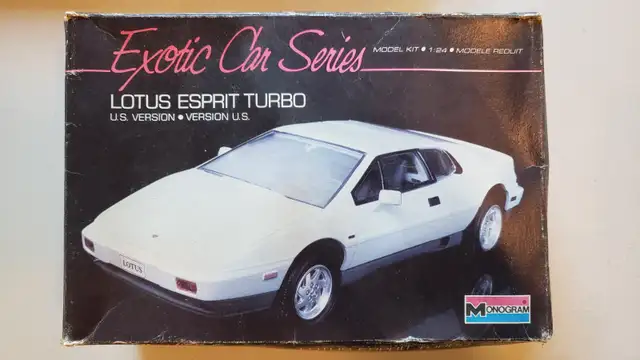 Exotic Car Series
MODEL KIT • 1:24 • MODELE REDUIT
LOTUS ESPRIT TURBO
U.S. VERSION • VERSION U.S.
LOTUS
MONOGRAM